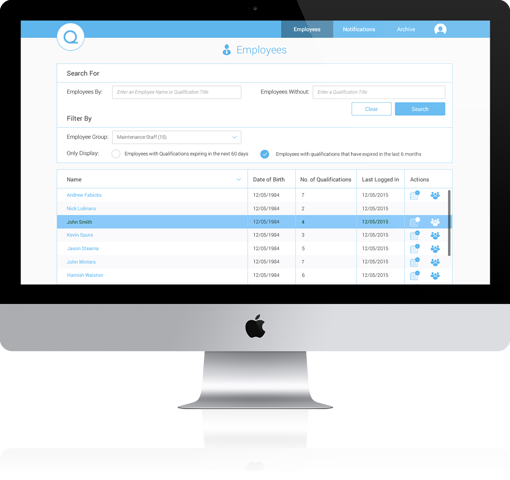 Employees Notifications Archive
Employees
Search For
Employees By: Enter an Employee Name or Qualification Title Employees Without: Enter a Qualification Title
Clear Search
Filter By
Employee Group: Maintenance Staff (15)
Only Display: Employees with Qualifications expiring in the next 60 days Employees with qualifications that have expired in the last 6 months
Name Date of Birth No. of Qualifications Last Logged In Actions
Andrew Fabicks 12/05/1984 7 12/05/2015
Nick 12/05/1984 2 12/05/2015
John Smith 12/05/1984 4 12/05/2015
Kevin Spurs 12/05/1984 3 12/05/2015
Jason Stearns 12/05/1984 5 12/05/2015
John Winters 12/05/1984 7 12/05/2015
Hamish Walston 12/05/1984 6 12/05/2015